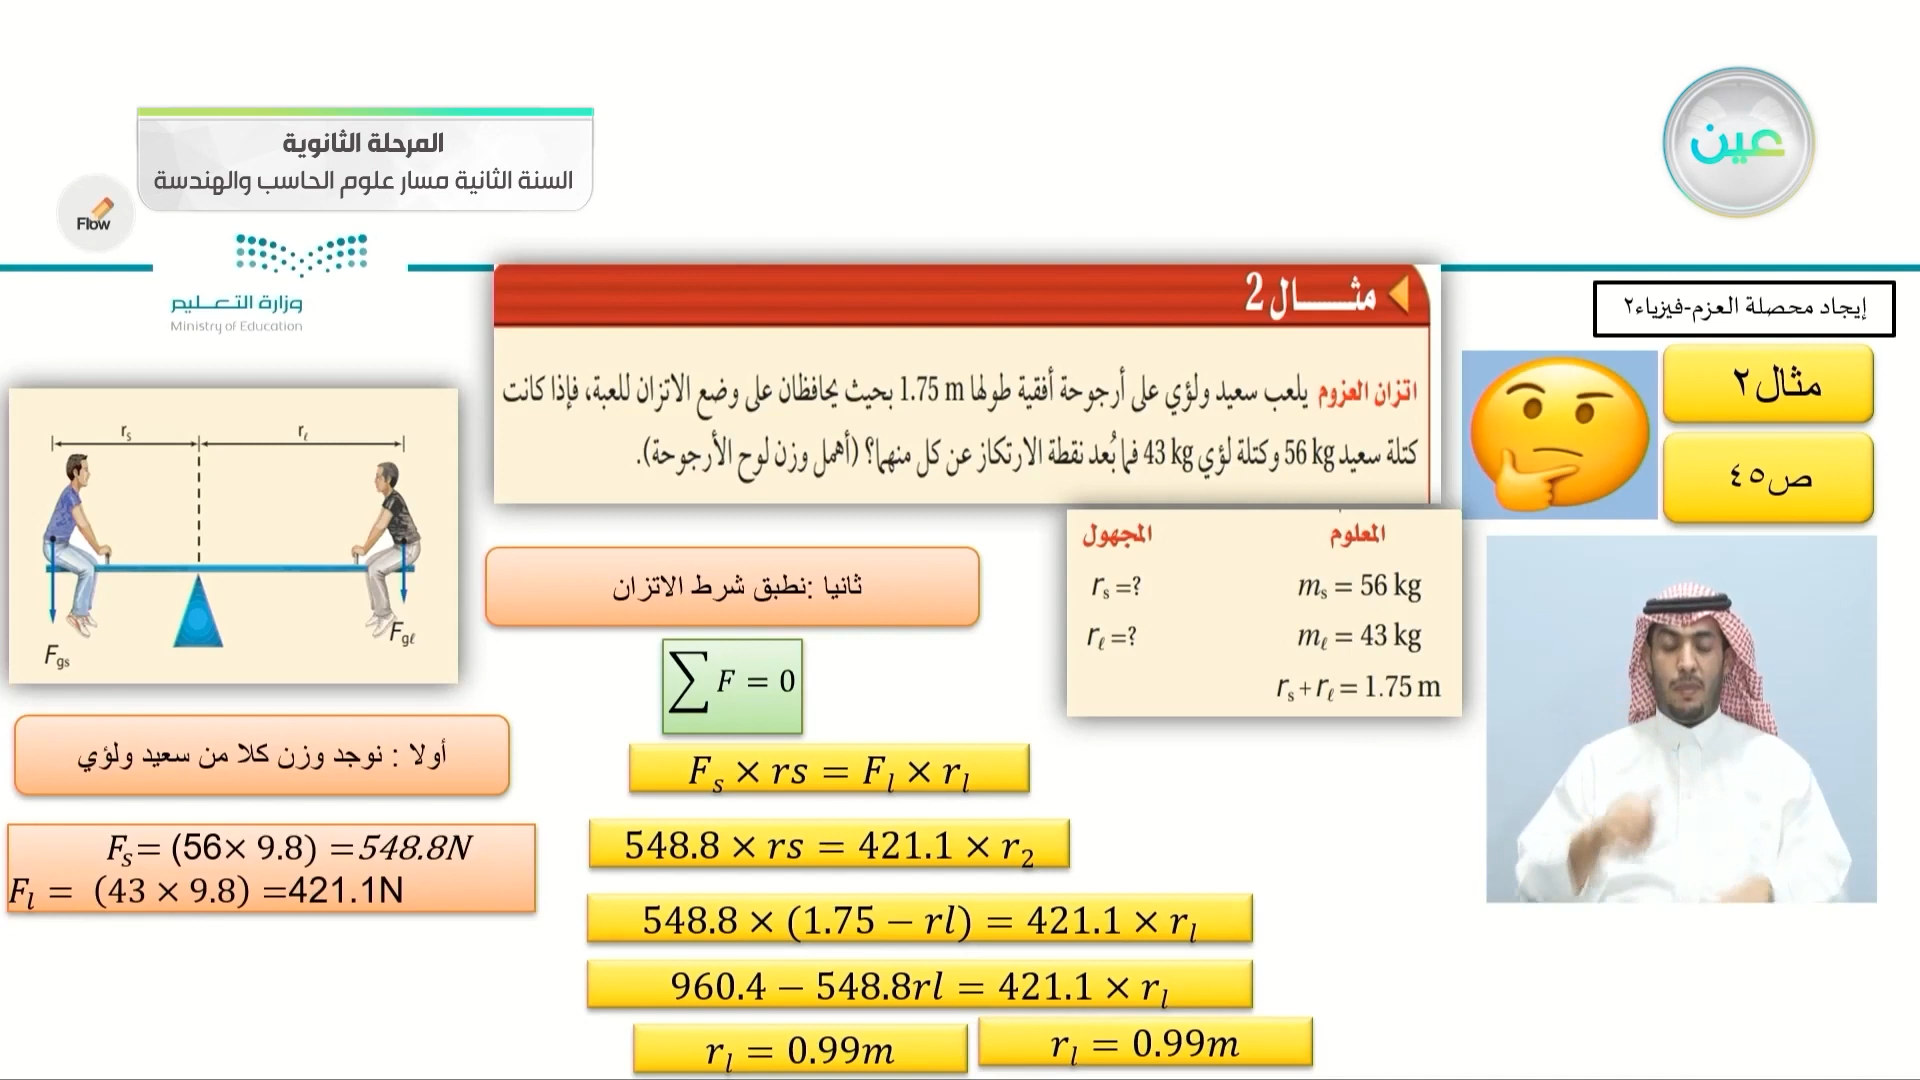 المرحلة الثانوية
السنة الثانية مسار علوم الحاسب والهندسة
عين
Flow
وزارة التعليم
Ministry of Education
إيجاد محصلة العزم-فيزياء٢
مثال٢
ص٤٥
مثال 2
اتزان العزوم يلعب سعيد ولؤي على أرجوحة أفقية طولها 1.75 m بحيث يحافظان على وضع الاتزان للعبة، فإذا كانت
كتلة سعيد 56 kg وكتلة لؤي 43 kg فما بُعد نقطة الارتكاز عن كل منهما؟ (أهمل وزن لوح الأرجوحة).
المعلوم
mₛ = 56 kg
mℓ = 43 kg
rₛ + rℓ = 1.75 m
المجهول
rₛ =?
rℓ =?
rₛ
rℓ
Fgs
Fgℓ
أولا : نوجد وزن كلا من سعيد ولؤي
Fₛ= (56× 9.8) =548.8N
Fₗ = (43 × 9.8) =421.1N
ثانيا :نطبق شرط الاتزان
∑ F = 0
Fₛ × rs = Fₗ × rₗ
548.8 × rs = 421.1 × r₂
548.8 × (1.75 − rl) = 421.1 × rₗ
960.4 − 548.8rl = 421.1 × rₗ
rₗ = 0.99m
rₗ = 0.99m